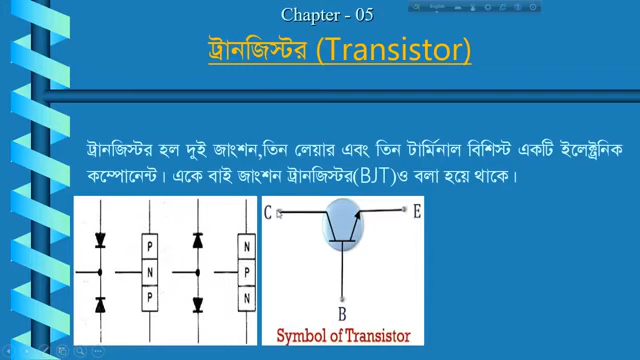 Chapter - 05
ট্রানজিস্টর (Transistor)
ট্রানজিস্টর হল দুই জাংশন,তিন লেয়ার এবং তিন টার্মিনাল বিশিস্ট একটি ইলেক্ট্রনিক
কম্পোনেন্ট। একে বাই জাংশন ট্রানজিস্টর(BJT)ও বলা হয়ে থাকে।
P N
N P
P N
C E
B
Symbol of Transistor